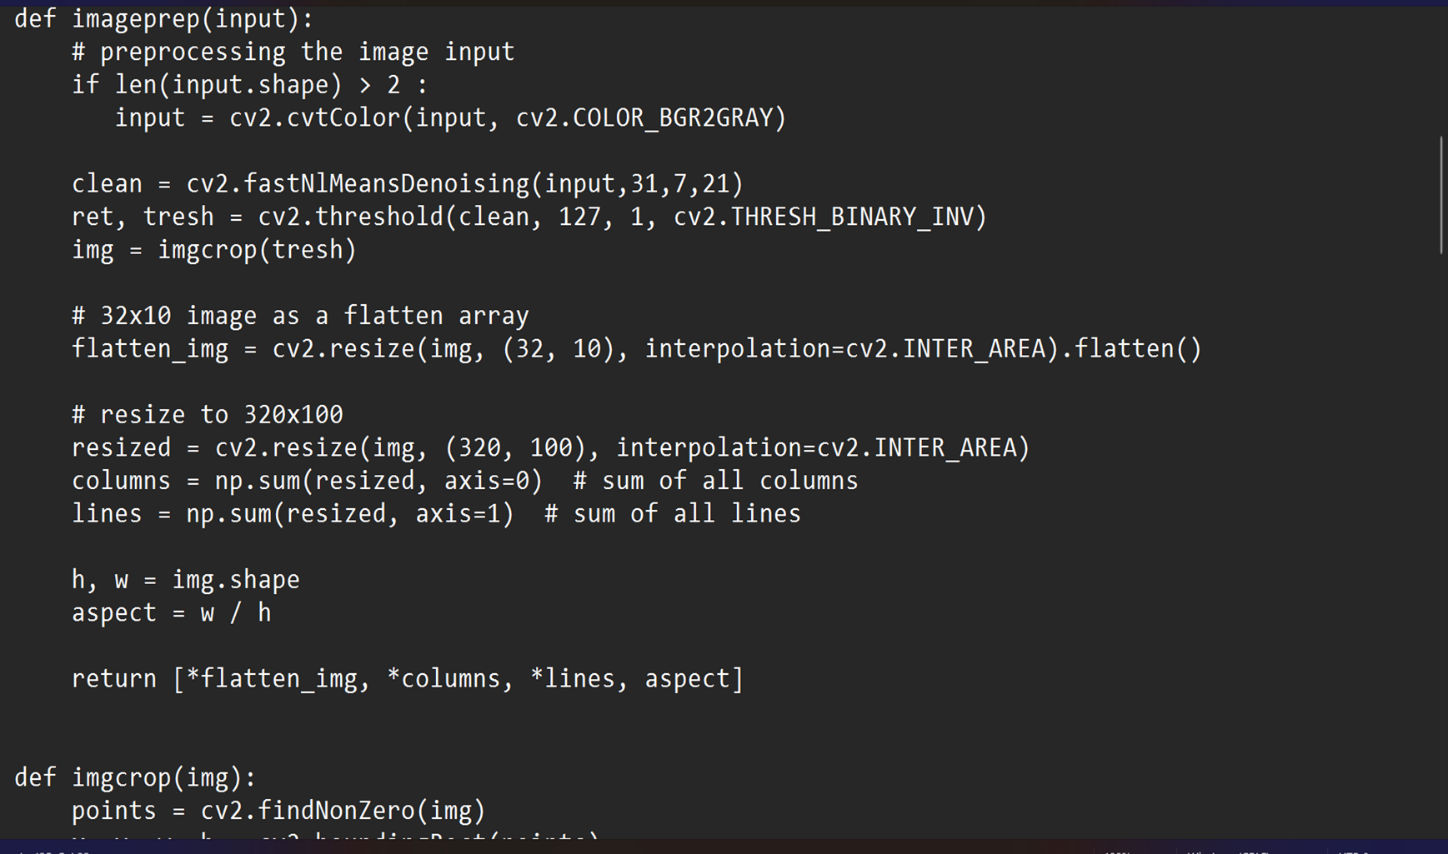 def imageprep(input):
    # preprocessing the image input
    if len(input.shape) > 2 :
       input = cv2.cvtColor(input, cv2.COLOR_BGR2GRAY)

    clean = cv2.fastNlMeansDenoising(input,31,7,21)
    ret, tresh = cv2.threshold(clean, 127, 1, cv2.THRESH_BINARY_INV)
    img = imgcrop(tresh)

    # 32x10 image as a flatten array
    flatten_img = cv2.resize(img, (32, 10), interpolation=cv2.INTER_AREA).flatten()

    # resize to 320x100
    resized = cv2.resize(img, (320, 100), interpolation=cv2.INTER_AREA)
    columns = np.sum(resized, axis=0)  # sum of all columns
    lines = np.sum(resized, axis=1)  # sum of all lines

    h, w = img.shape
    aspect = w / h

    return [*flatten_img, *columns, *lines, aspect]


def imgcrop(img):
    points = cv2.findNonZero(img)